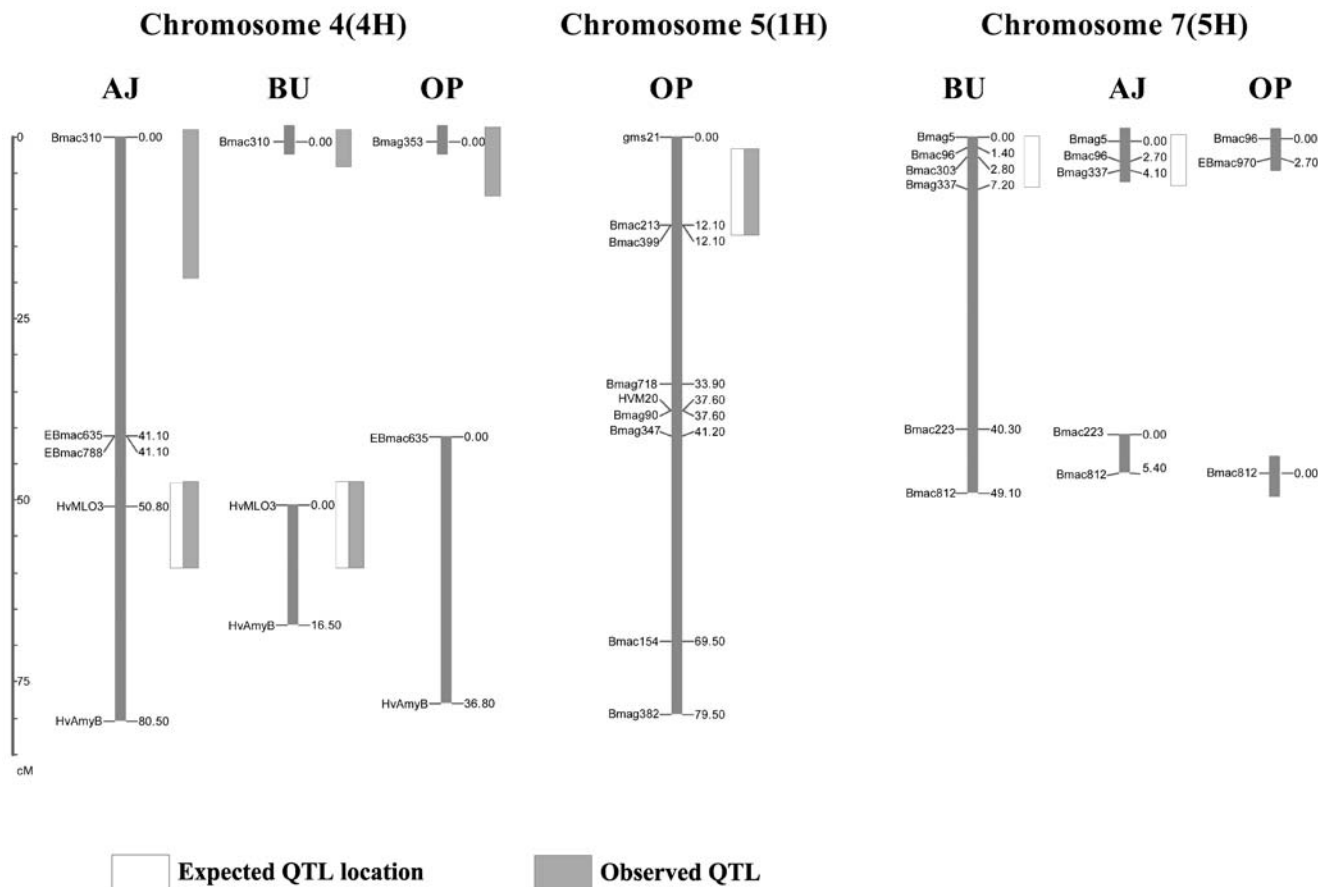 Chromosome 4(4H)
Chromosome 5(1H)
Chromosome 7(5H)
AJ
BU
OP
OP
BU
AJ
OP
0
25
50
75
cM
Bmac310 0.00
EBmac635 41.10
EBmac788 41.10
HvMLO3 50.80
HvAmyB 80.50
Bmac310 0.00
HvMLO3 0.00
HvAmyB 16.50
Bmag353 0.00
EBmac635 0.00
HvAmyB 36.80
gms21 0.00
Bmac213 12.10
Bmac399 12.10
Bmag718 33.90
HVM20 37.60
Bmag90 37.60
Bmag347 41.20
Bmac154 69.50
Bmag382 79.50
Bmag5 0.00
Bmac96 1.40
Bmac303 2.80
Bmag337 7.20
Bmac223 40.30
Bmac812 49.10
Bmag5 0.00
Bmac96 2.70
Bmag337 4.10
Bmac223 0.00
Bmac812 5.40
Bmac96 0.00
EBmac970 2.70
Bmac812 0.00
Expected QTL location
Observed QTL